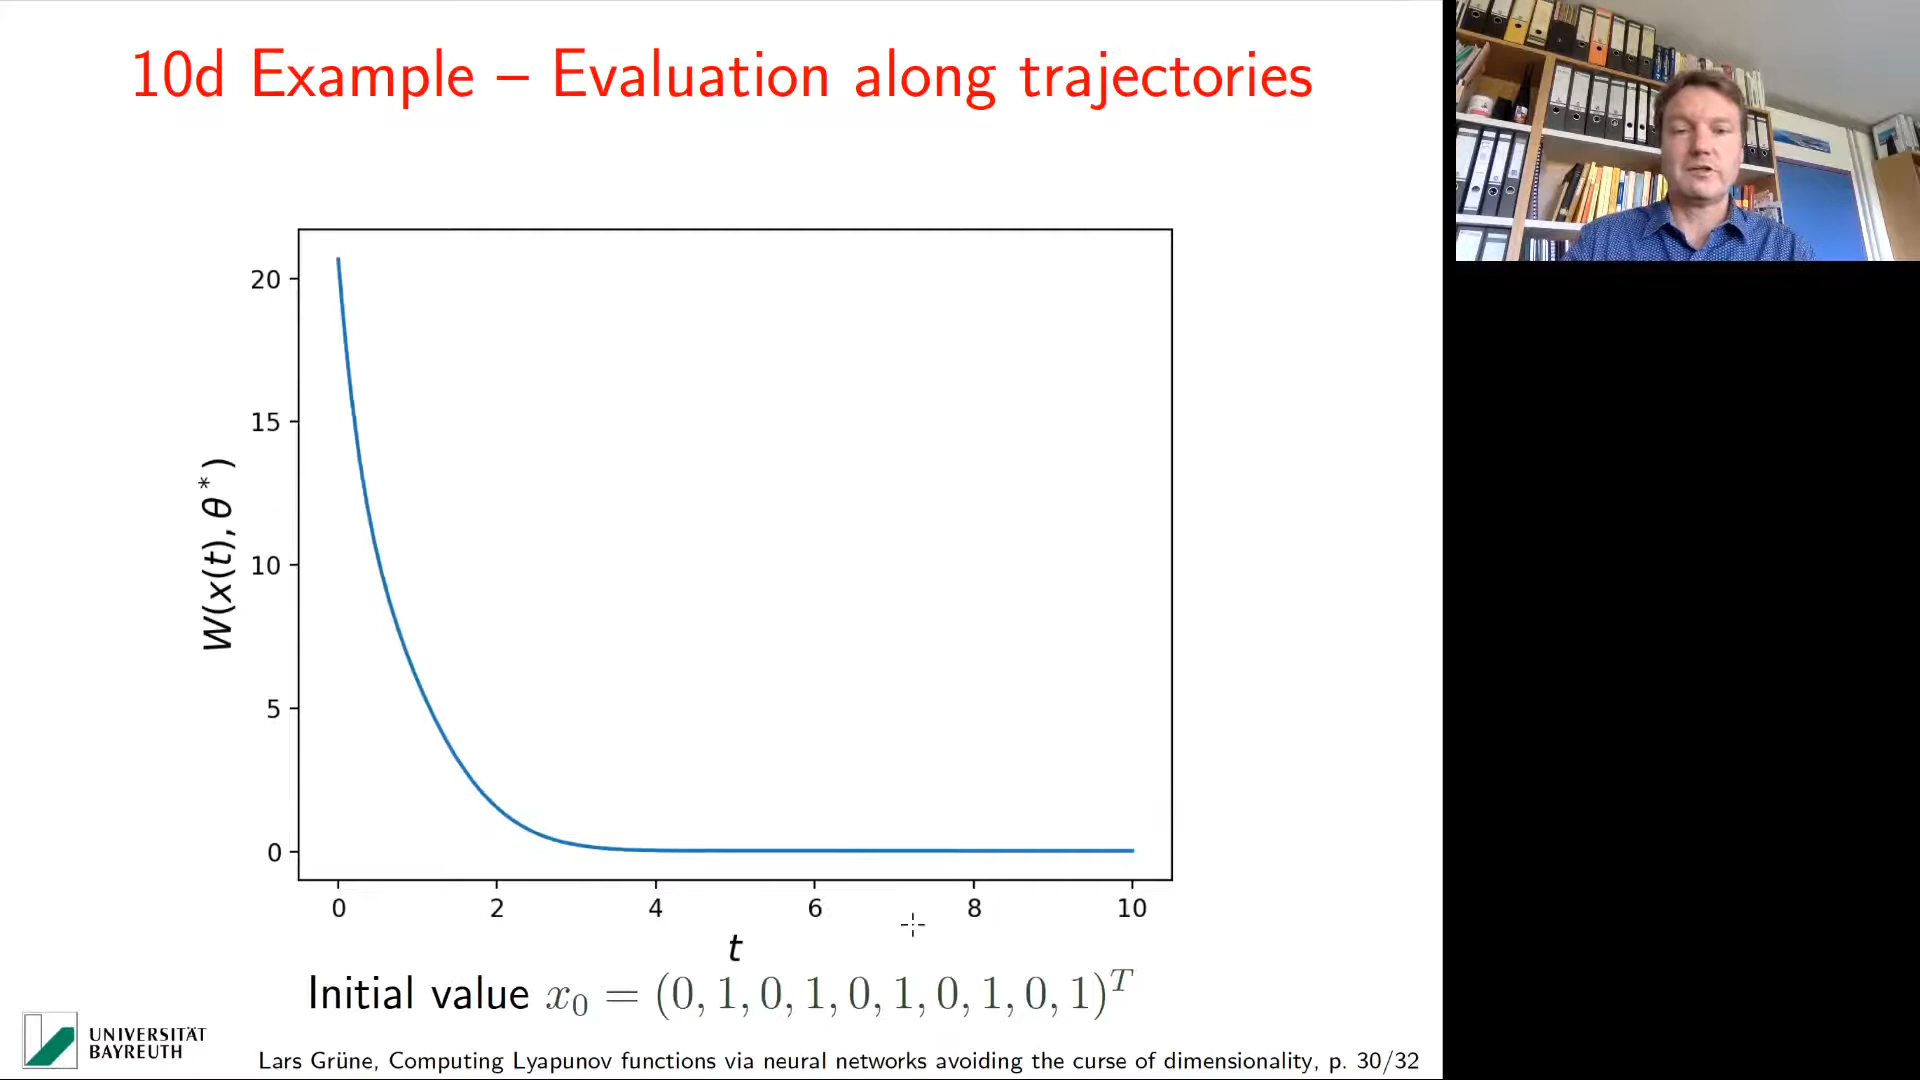 10d Example – Evaluation along trajectories
20
15
10
5
0
W(x(t), θ*)
0 2 4 6 8 10
t
Initial value x₀ = (0, 1, 0, 1, 0, 1, 0, 1, 0, 1)ᵀ
UNIVERSITÄT
BAYREUTH
Lars Grüne, Computing Lyapunov functions via neural networks avoiding the curse of dimensionality, p. 30/32